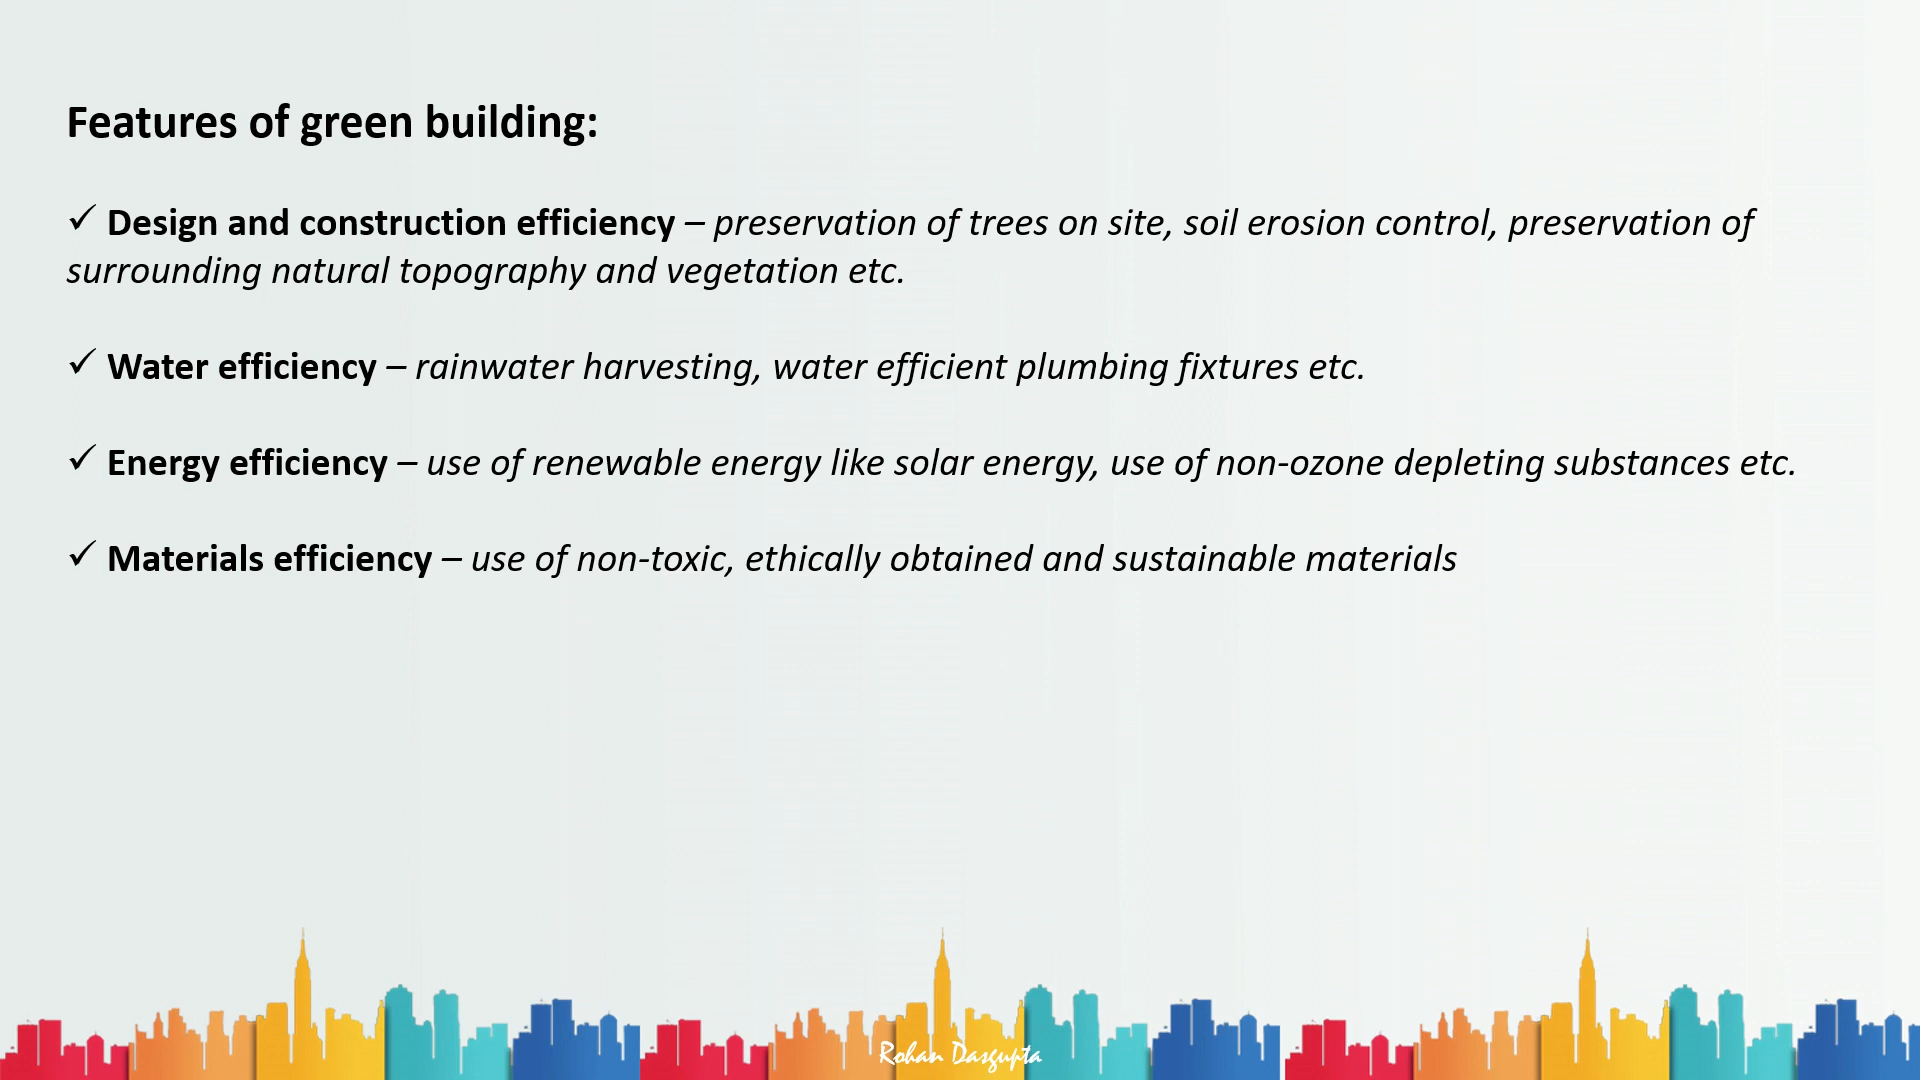 Features of green building:
✓ Design and construction efficiency – preservation of trees on site, soil erosion control, preservation of
surrounding natural topography and vegetation etc.
✓ Water efficiency – rainwater harvesting, water efficient plumbing fixtures etc.
✓ Energy efficiency – use of renewable energy like solar energy, use of non-ozone depleting substances etc.
✓ Materials efficiency – use of non-toxic, ethically obtained and sustainable materials
Rohan Dasgupta